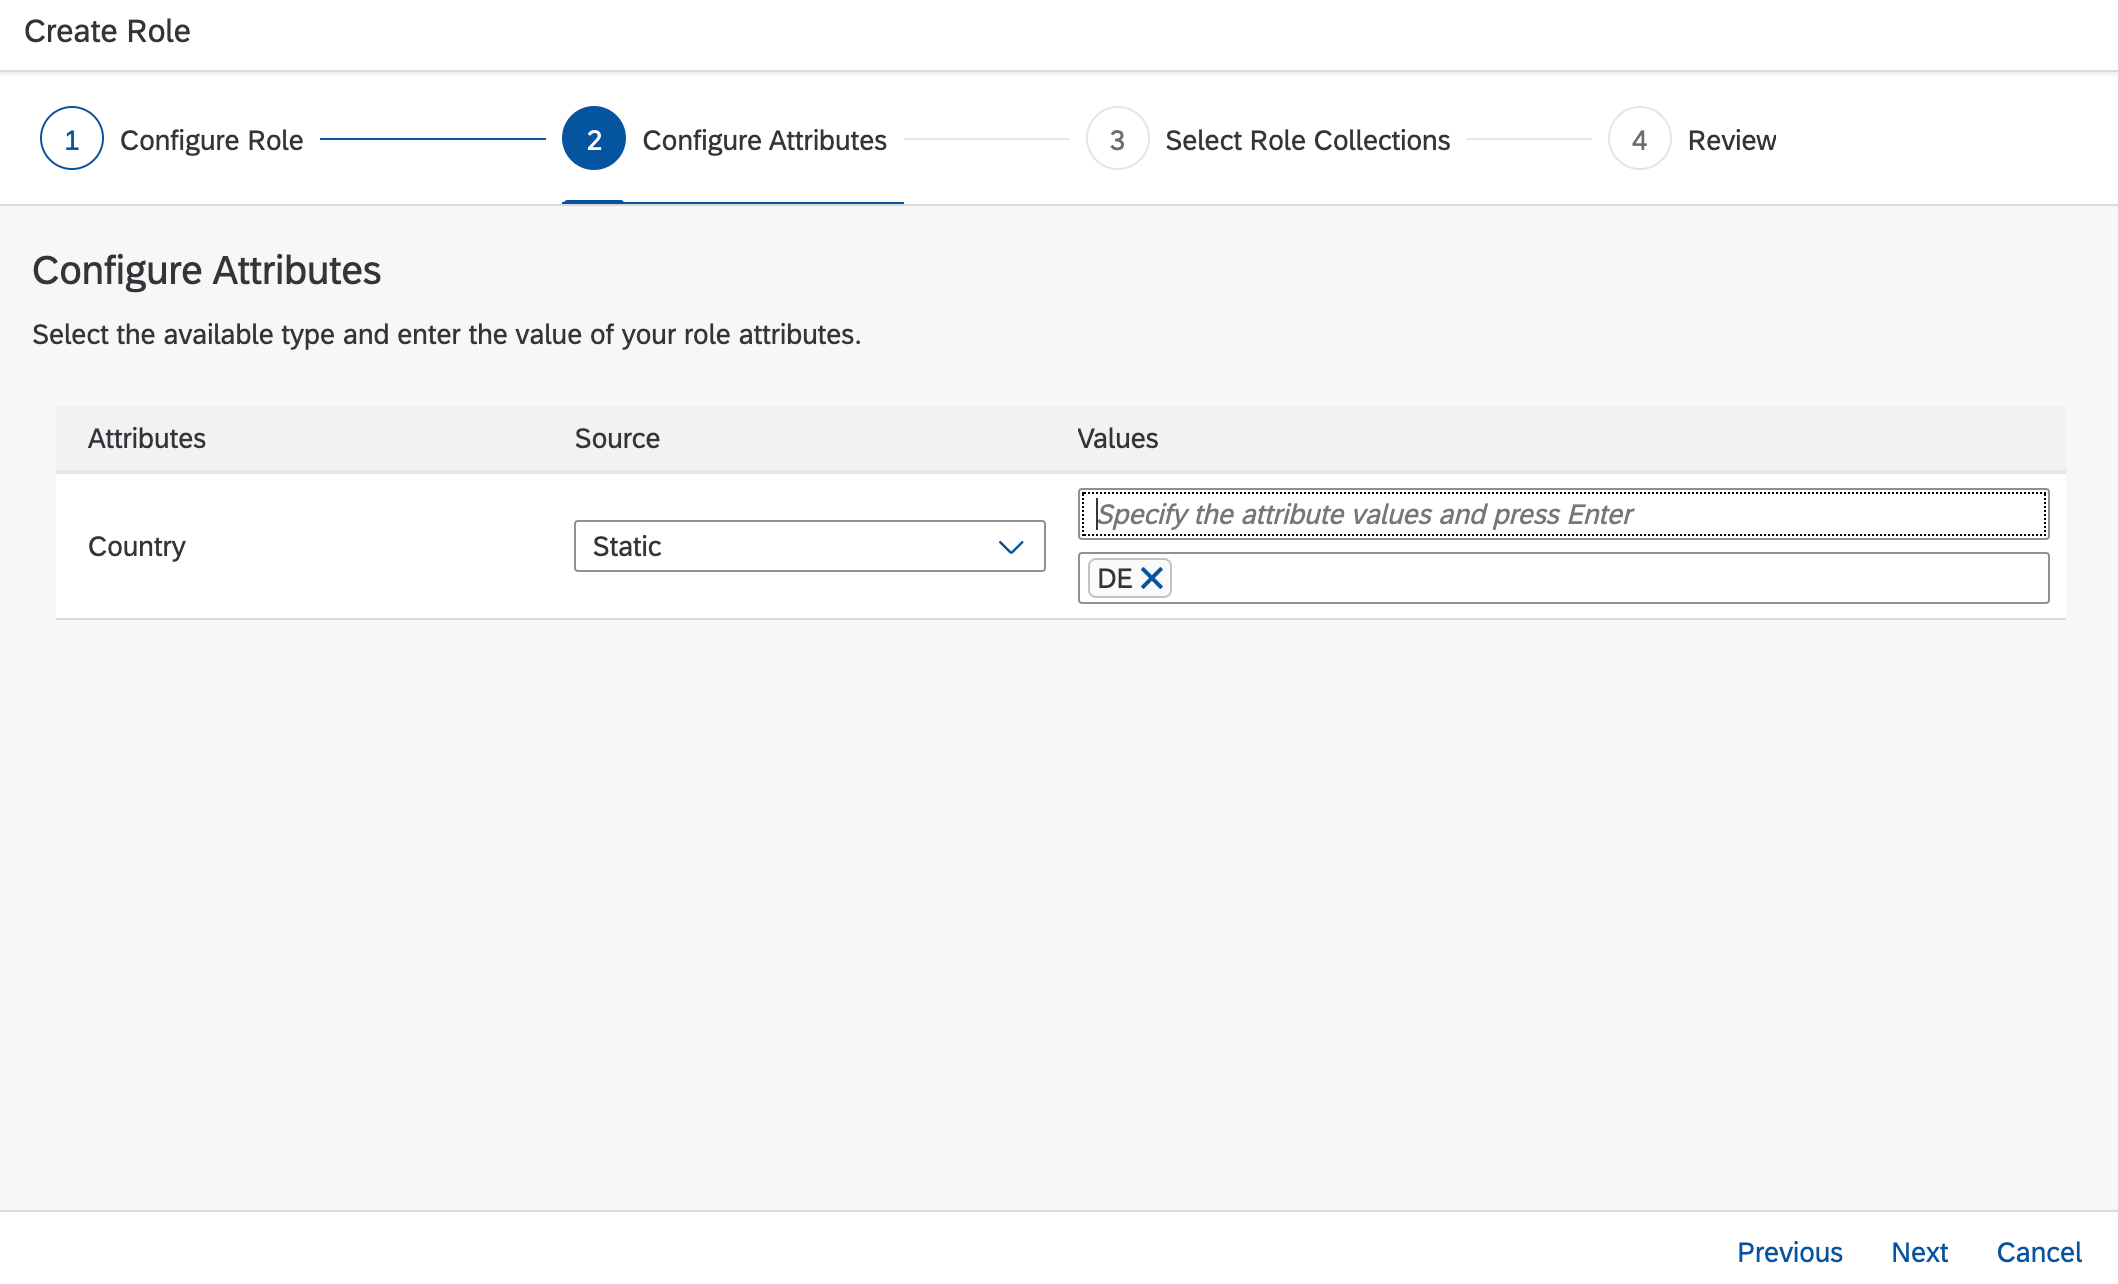 Create Role
1 Configure Role 2 Configure Attributes 3 Select Role Collections 4 Review
Configure Attributes
Select the available type and enter the value of your role attributes.
Attributes Source Values
Specify the attribute values and press Enter
Country Static
DE
Previous Next Cancel